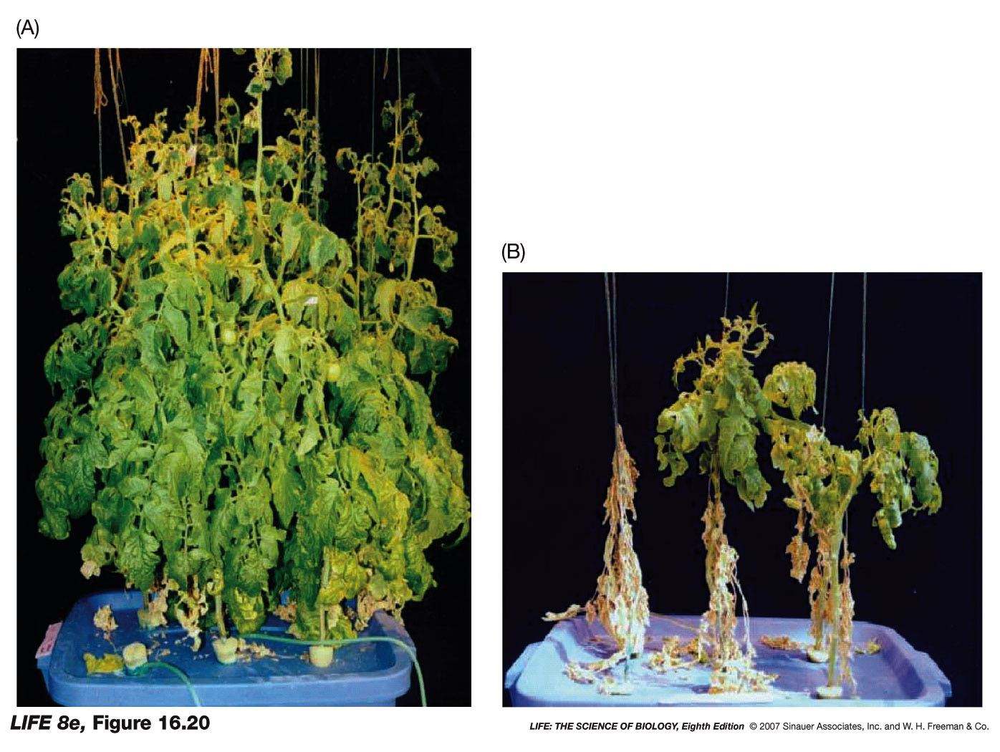 (A)
(B)
LIFE 8e, Figure 16.20
LIFE: THE SCIENCE OF BIOLOGY, Eighth Edition © 2007 Sinauer Associates, Inc. and W. H. Freeman & Co.